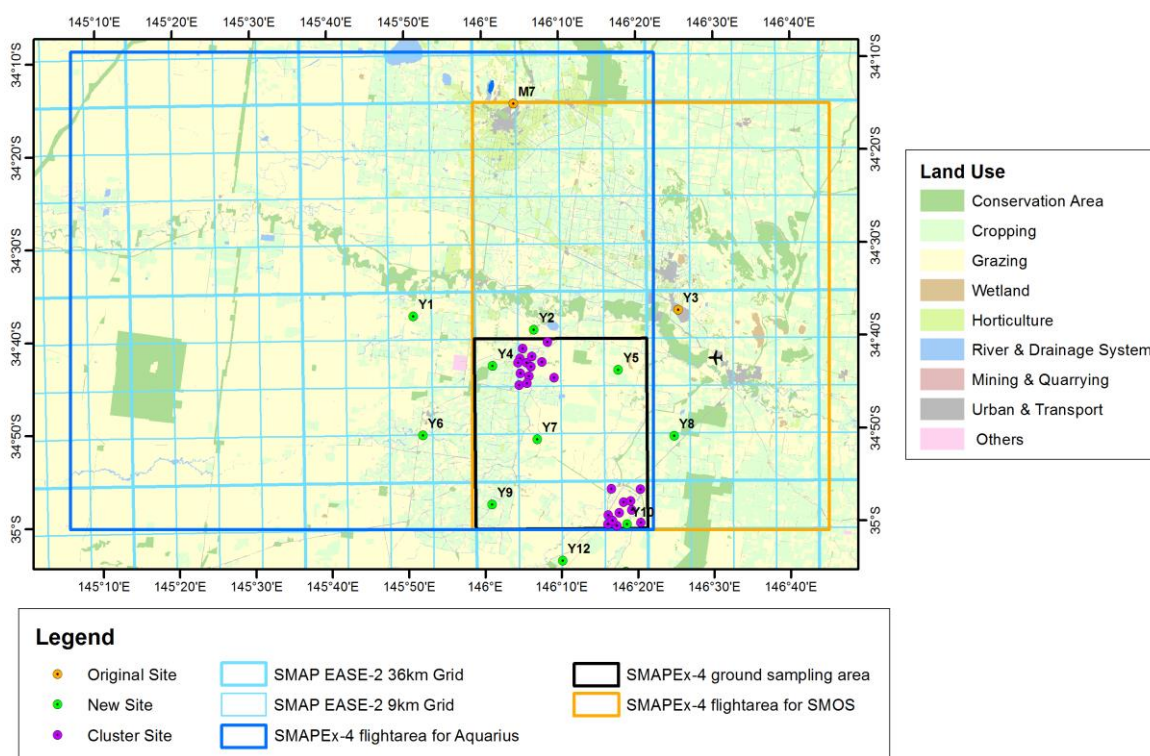 145°10'E 145°20'E 145°30'E 145°40'E 145°50'E 146°E 146°10'E 146°20'E 146°30'E 146°40'E
34°10'S
34°20'S
34°30'S
34°40'S
34°50'S
35°S
M7
Y1
Y2
Y3
Y4
Y5
Y6
Y7
Y8
Y9
Y10
Y12
34°10'S
34°20'S
34°30'S
34°40'S
34°50'S
35°S
145°10'E 145°20'E 145°30'E 145°40'E 145°50'E 146°E 146°10'E 146°20'E 146°30'E 146°40'E
Land Use
Conservation Area
Cropping
Grazing
Wetland
Horticulture
River & Drainage System
Mining & Quarrying
Urban & Transport
Others
Legend
Original Site
New Site
Cluster Site
SMAP EASE-2 36km Grid
SMAP EASE-2 9km Grid
SMAPEx-4 flightarea for Aquarius
SMAPEx-4 ground sampling area
SMAPEx-4 flightarea for SMOS